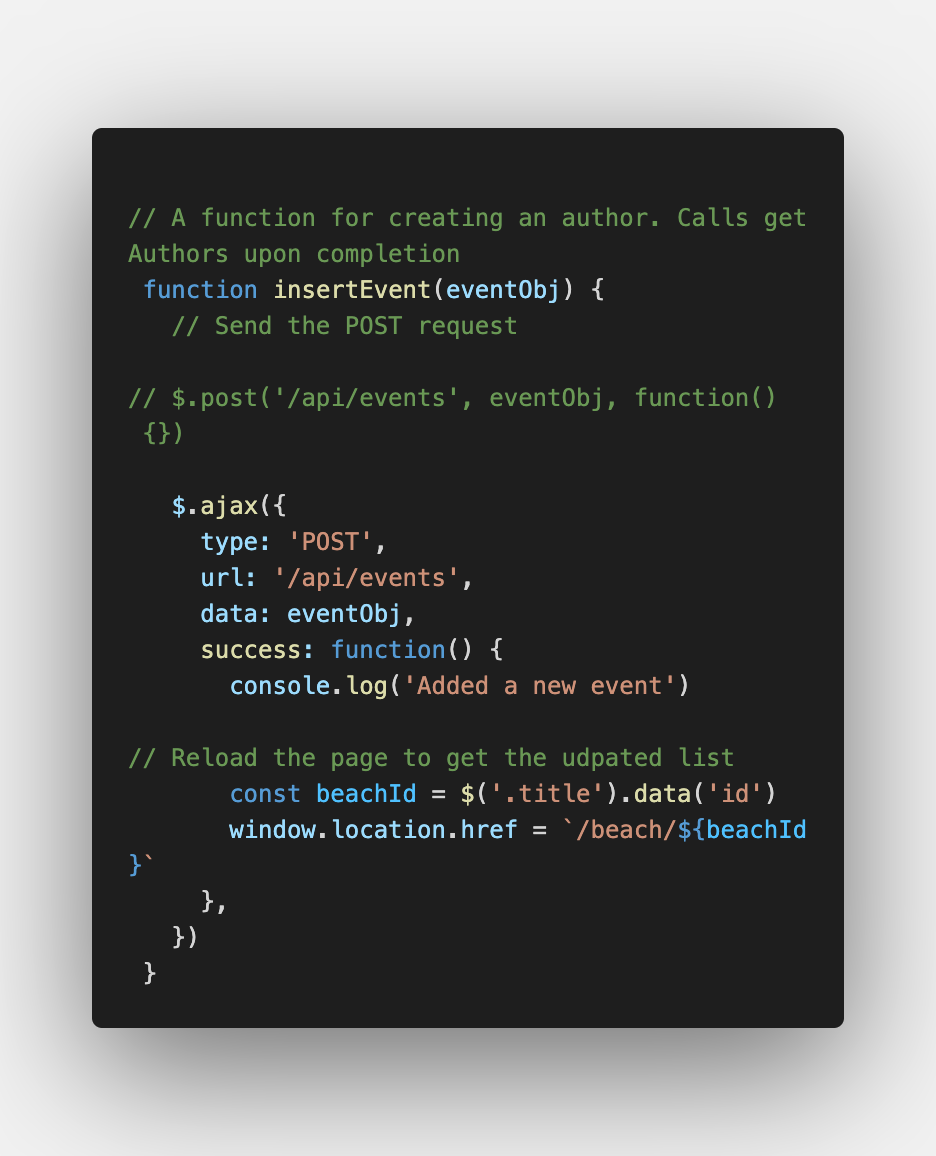 // A function for creating an author. Calls get
Authors upon completion
 function insertEvent(eventObj) {
   // Send the POST request

// $.post('/api/events', eventObj, function()
 {})

   $.ajax({
     type: 'POST',
     url: '/api/events',
     data: eventObj,
     success: function() {
       console.log('Added a new event')

// Reload the page to get the udpated list
       const beachId = $('.title').data('id')
       window.location.href = `/beach/${beachId
}`
     },
   })
 }